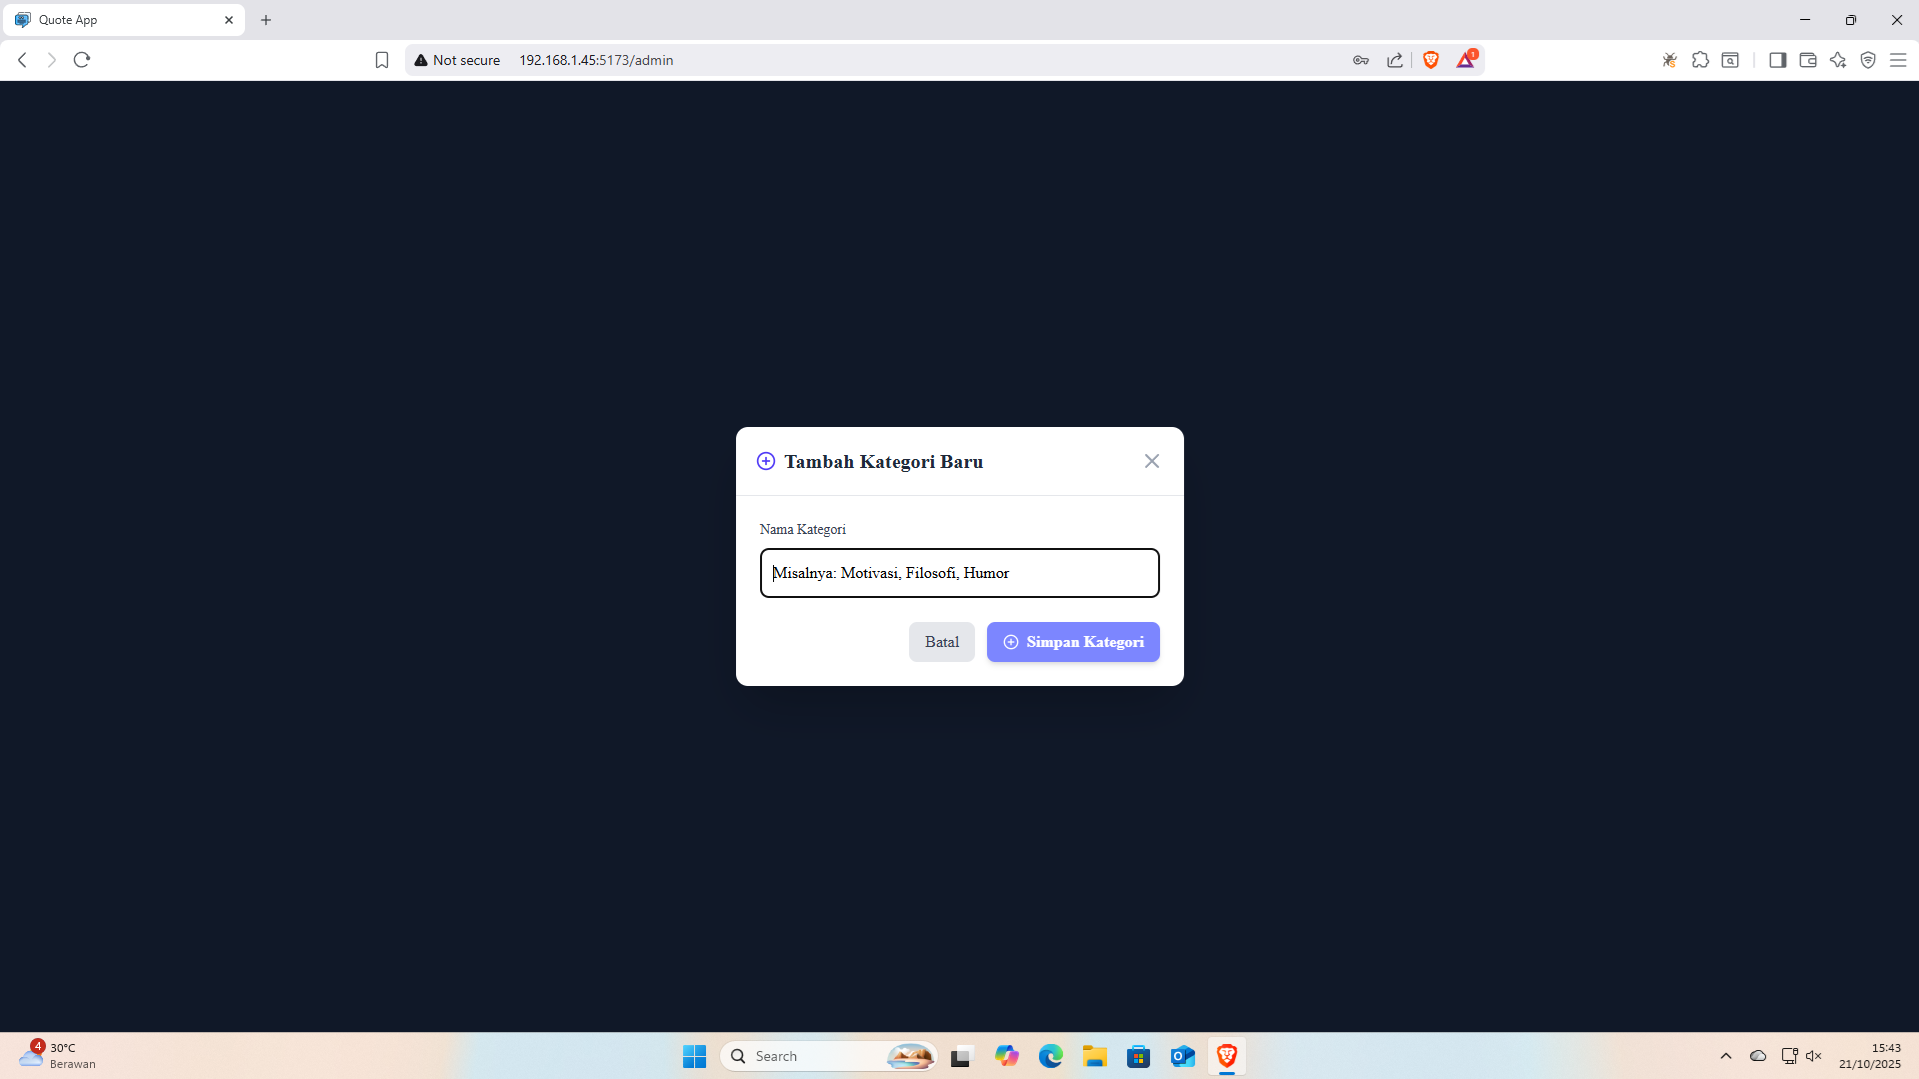 Quote App
Not secure 192.168.1.45:5173/admin
1
Tambah Kategori Baru
Nama Kategori
Misalnya: Motivasi, Filosofi, Humor
Batal
Simpan Kategori
4
30°C
Berawan
Search
15:43
21/10/2025